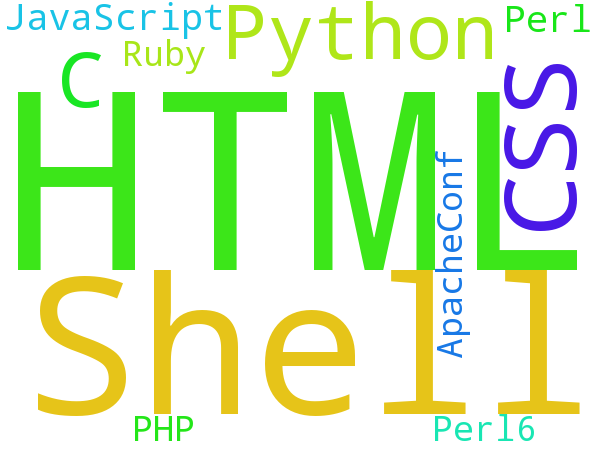 JavaScript
Python
Perl
Ruby
C
CSS
HTML
ApacheConf
Shell
PHP
Perl6